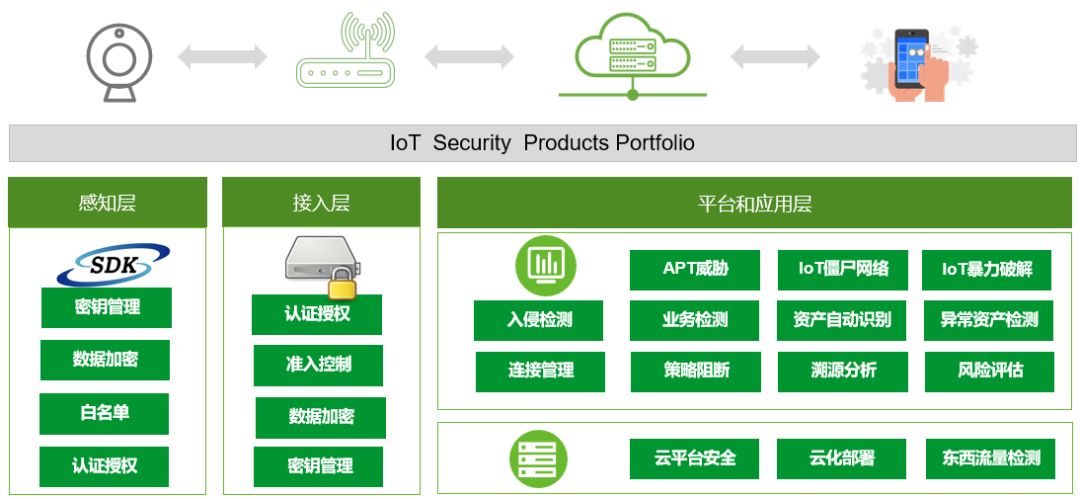 IoT Security Products Portfolio
感知层
SDK
密钥管理
数据加密
白名单
认证授权
接入层
认证授权
准入控制
数据加密
密钥管理
平台和应用层
APT威胁
IoT僵尸网络
IoT暴力破解
入侵检测
业务检测
资产自动识别
异常资产检测
连接管理
策略阻断
溯源分析
风险评估
云平台安全
云化部署
东西流量检测